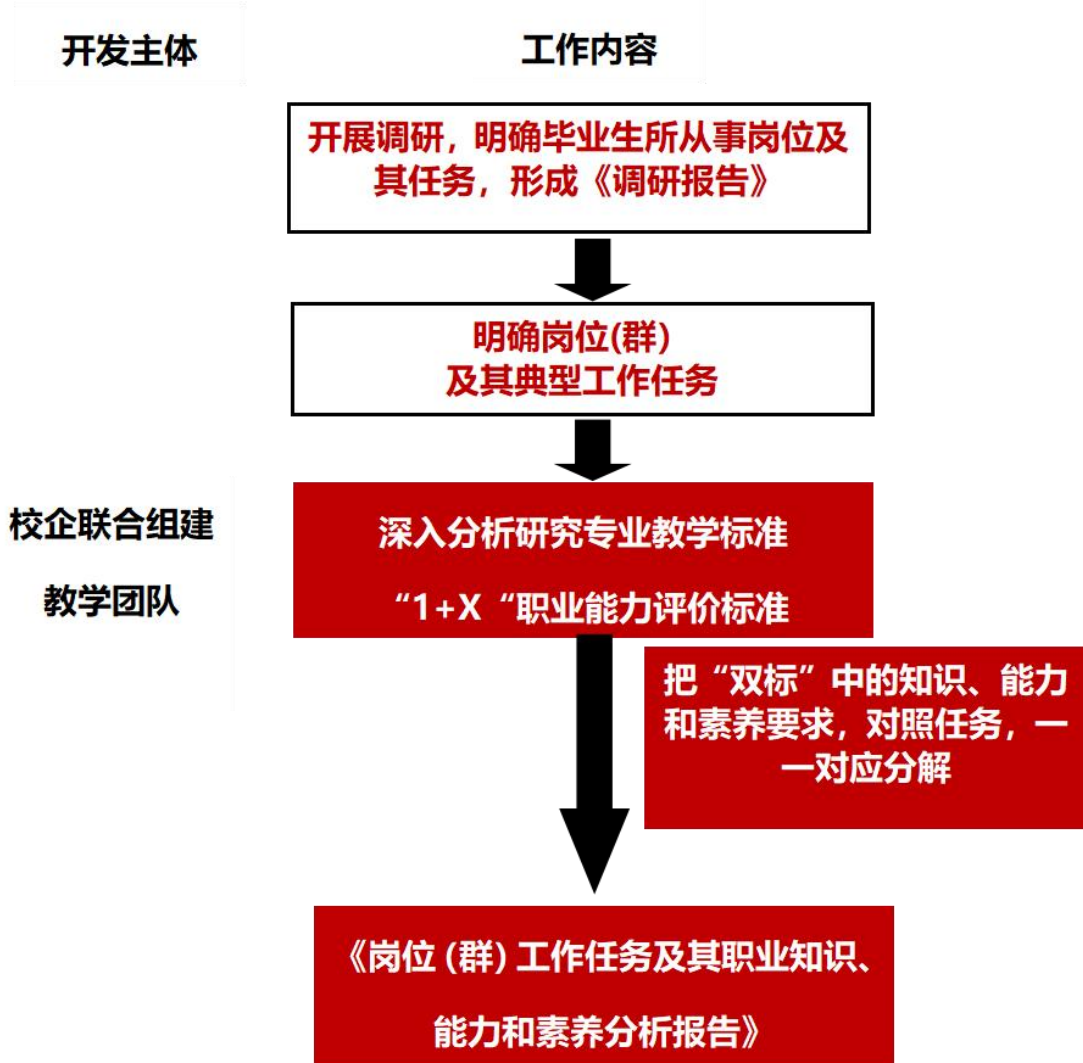 开发主体
工作内容
开展调研，明确毕业生所从事岗位及
其任务，形成《调研报告》
明确岗位(群)
及其典型工作任务
校企联合组建
教学团队
深入分析研究专业教学标准
“1+X “职业能力评价标准
把“双标”中的知识、能力
和素养要求，对照任务，一
一对应分解
《岗位 (群) 工作任务及其职业知识、
能力和素养分析报告》